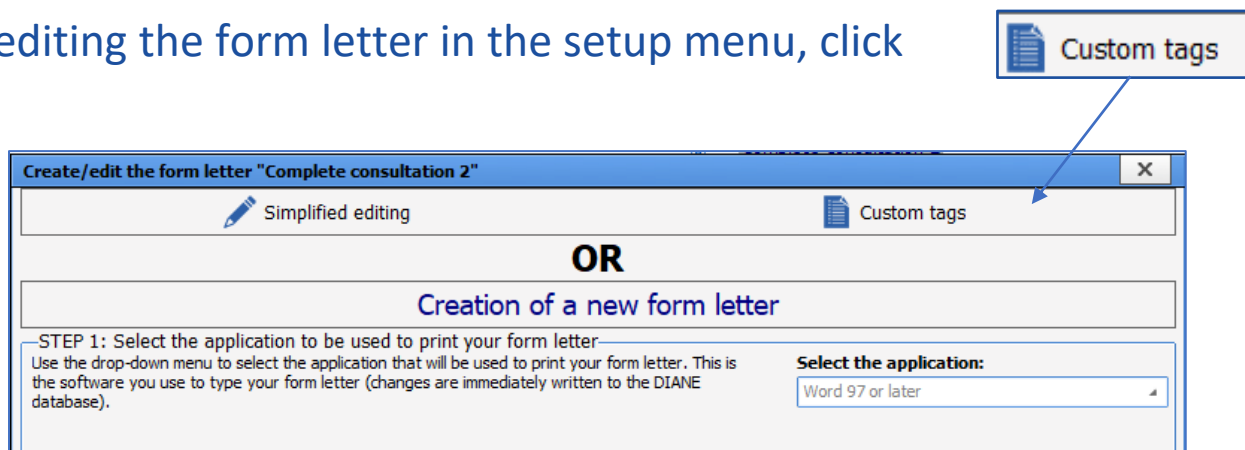 editing the form letter in the setup menu, click
Custom tags
Create/edit the form letter "Complete consultation 2"
X
Simplified editing
Custom tags
OR
Creation of a new form letter
STEP 1: Select the application to be used to print your form letter
Use the drop-down menu to select the application that will be used to print your form letter. This is
the software you use to type your form letter (changes are immediately written to the DIANE
database).
Select the application:
Word 97 or later